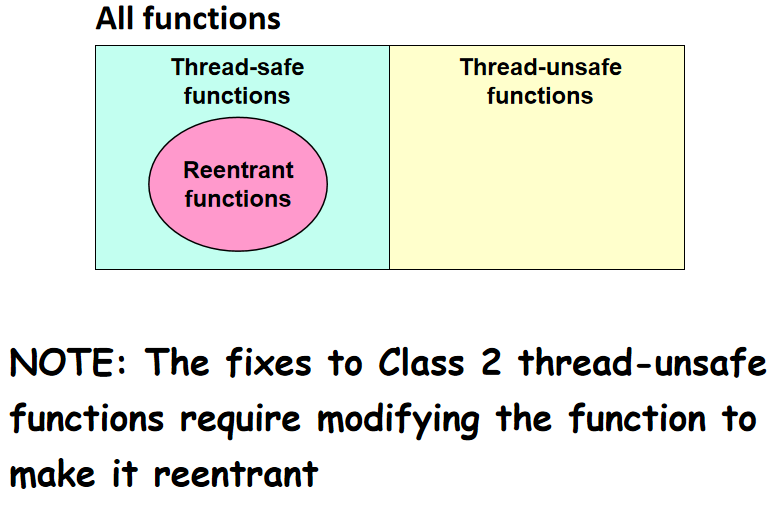 All functions
Thread-safe
functions
Thread-unsafe
functions
Reentrant
functions
NOTE: The fixes to Class 2 thread-unsafe
functions require modifying the function to
make it reentrant